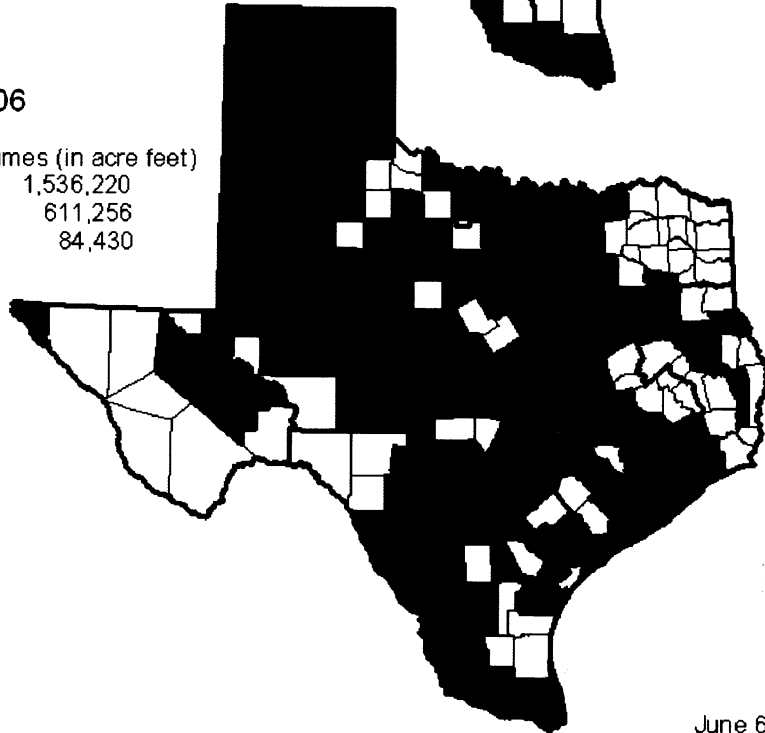 06
umes (in acre feet)
1,536,220
611,256
84,430
June 6